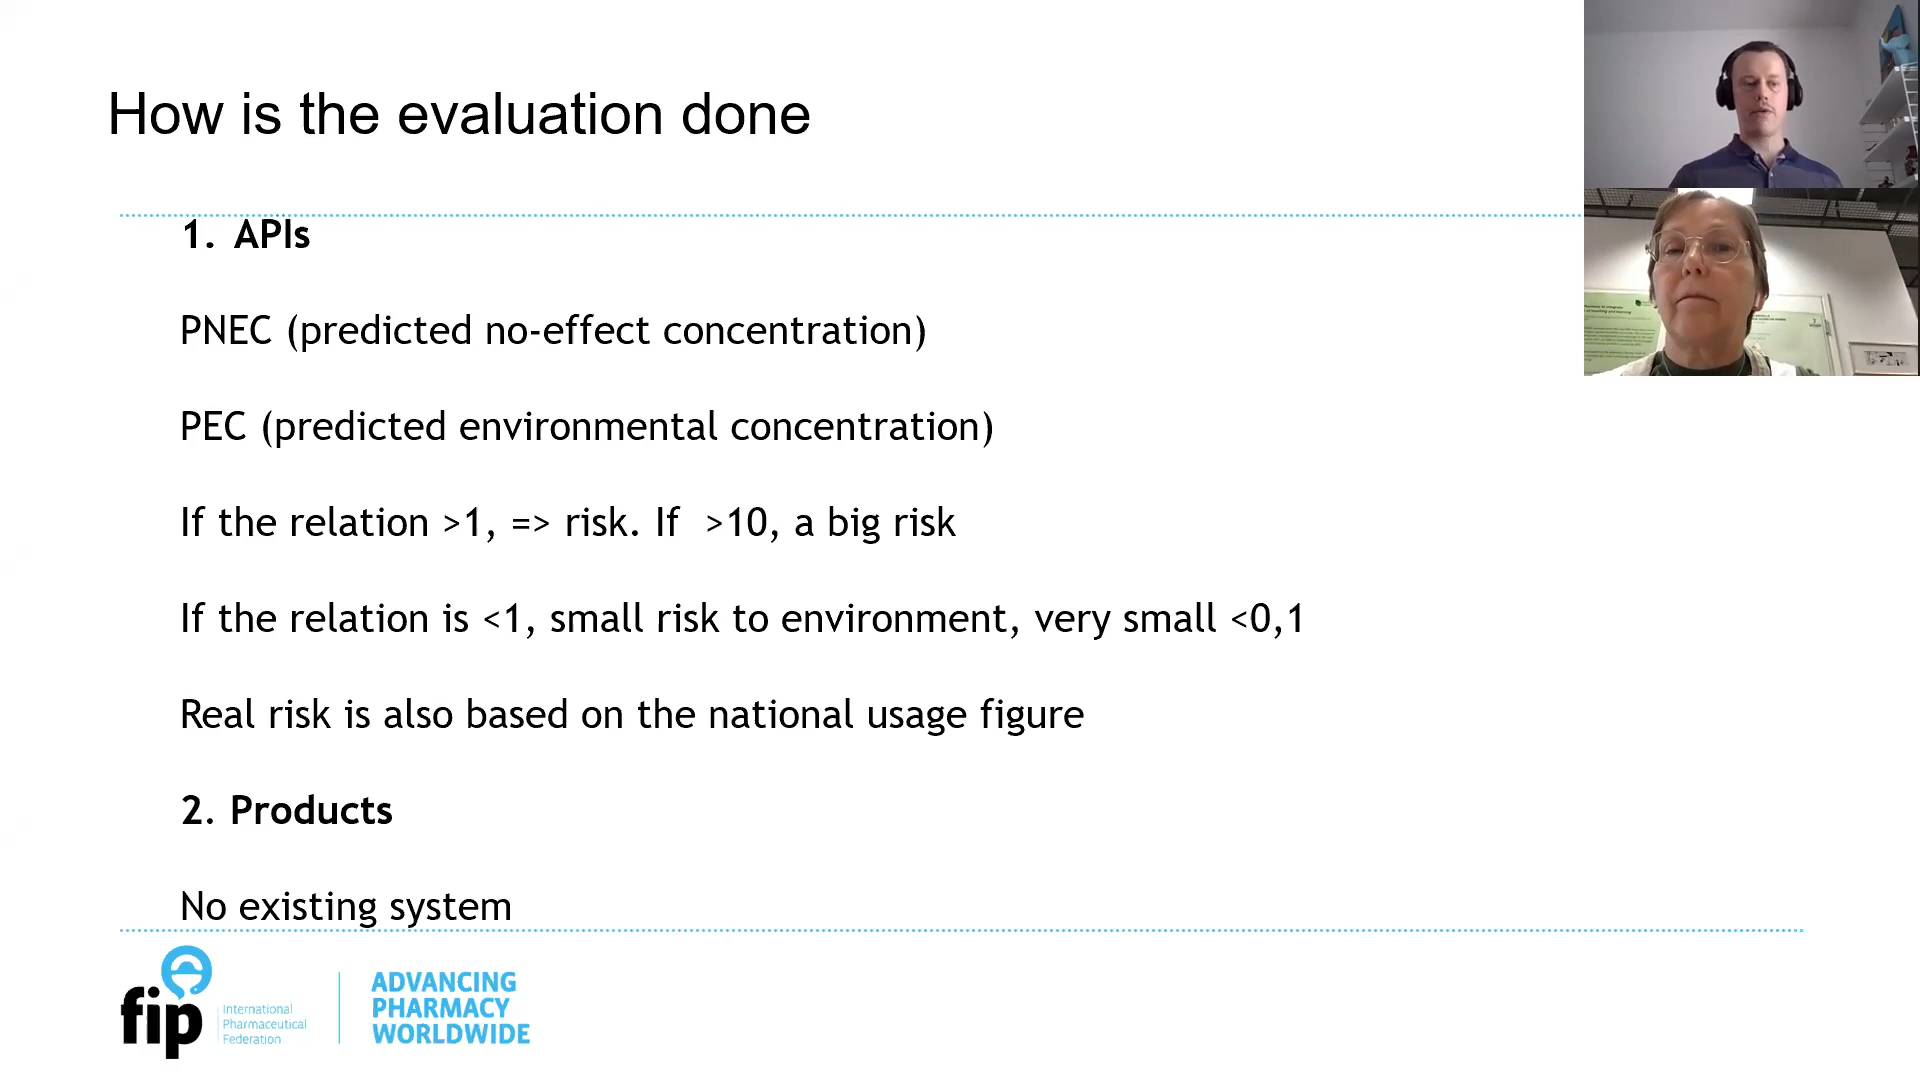 How is the evaluation done
1. APIs
PNEC (predicted no-effect concentration)
PEC (predicted environmental concentration)
If the relation >1, => risk. If  >10, a big risk
If the relation is <1, small risk to environment, very small <0,1
Real risk is also based on the national usage figure
2. Products
No existing system
fip
International
Pharmaceutical
Federation
ADVANCING
PHARMACY
WORLDWIDE